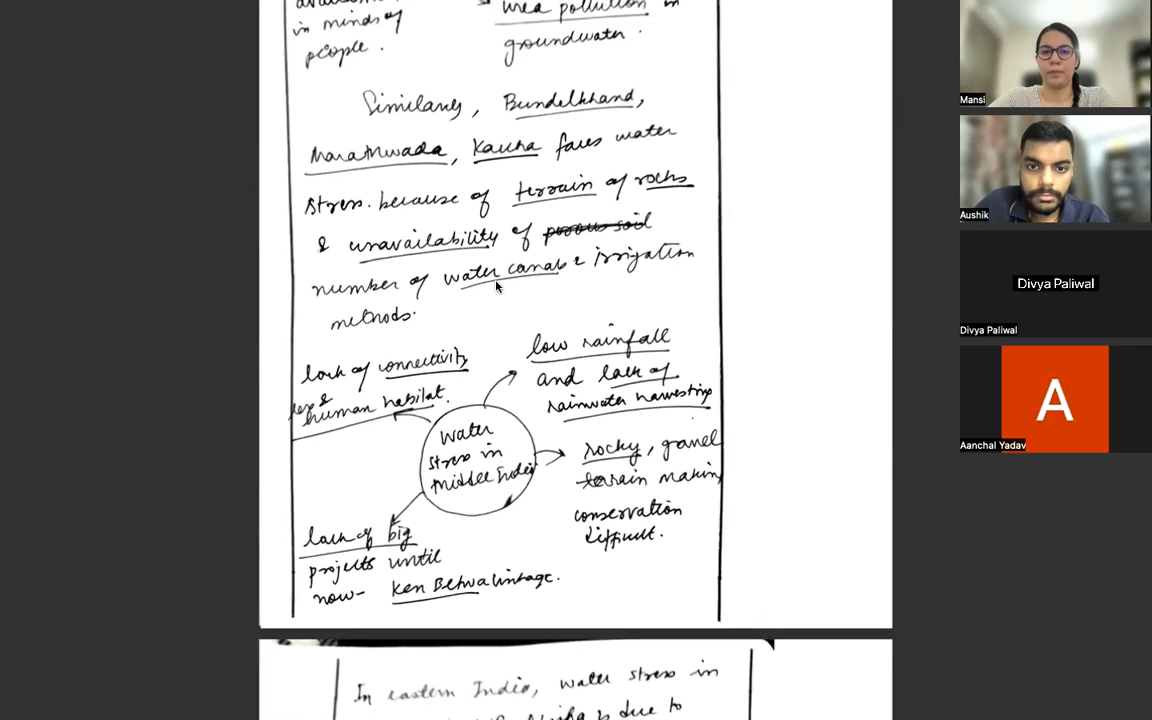 in minds of
people.
urea pollution in
groundwater.
Similarly, Bundelkhand,
Marathwada, Kaccha faces water
stress. because of terrain of rocks
& unavailability of porous soil
number of water canals & irrigation
methods.
lack of connectivity
& human habitat.
low rainfall
and lack of
rainwater harvesting
water
stress in
Middle India
rocky, gravel
terrain making
conservation
difficult.
lack of big
projects until
now- Ken Betwa linkage.
In eastern India, water stress in
is due to
Mansi
Aushik
Divya Paliwal
Divya Paliwal
A
Aanchal Yadav